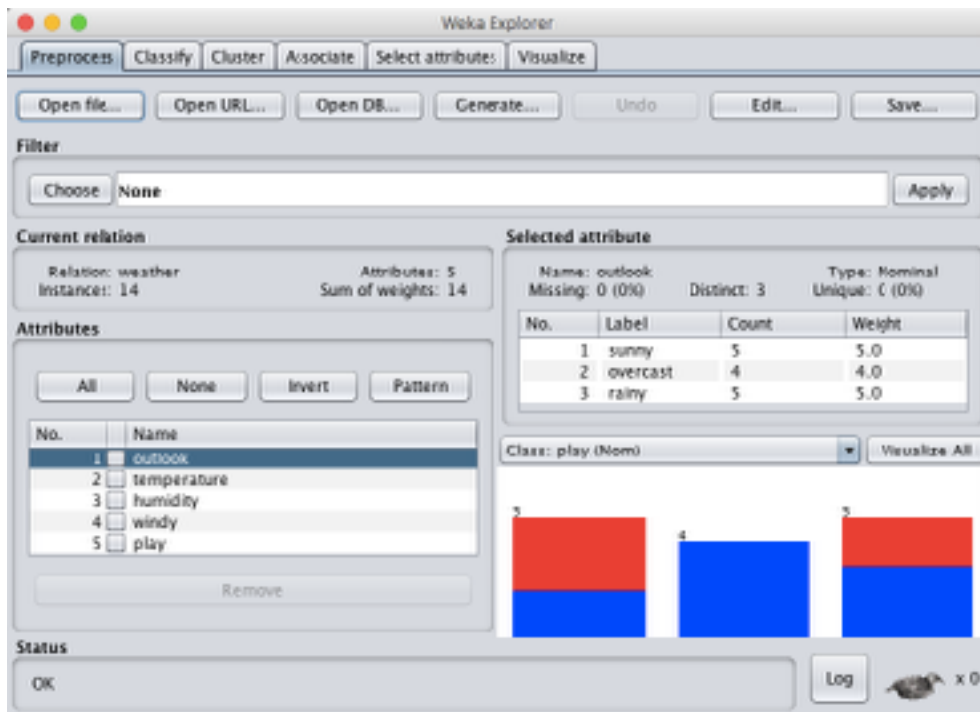 Weka Explorer
Preprocess Classify Cluster Associate Select attributes Visualize
Open file... Open URL... Open DB... Generate... Undo Edit... Save...
Filter
Choose None Apply
Current relation
Relation: weather Attributes: 5
Instances: 14 Sum of weights: 14
Attributes
All None Invert Pattern
No. Name
1 outlook
2 temperature
3 humidity
4 windy
5 play
Remove
Selected attribute
Name: outlook Type: Nominal
Missing: 0 (0%) Distinct: 3 Unique: 0 (0%)
No. Label Count Weight
1 sunny 5 5.0
2 overcast 4 4.0
3 rainy 5 5.0
Class: play (Nom) Visualize All
5 4 5
Status
OK Log x 0